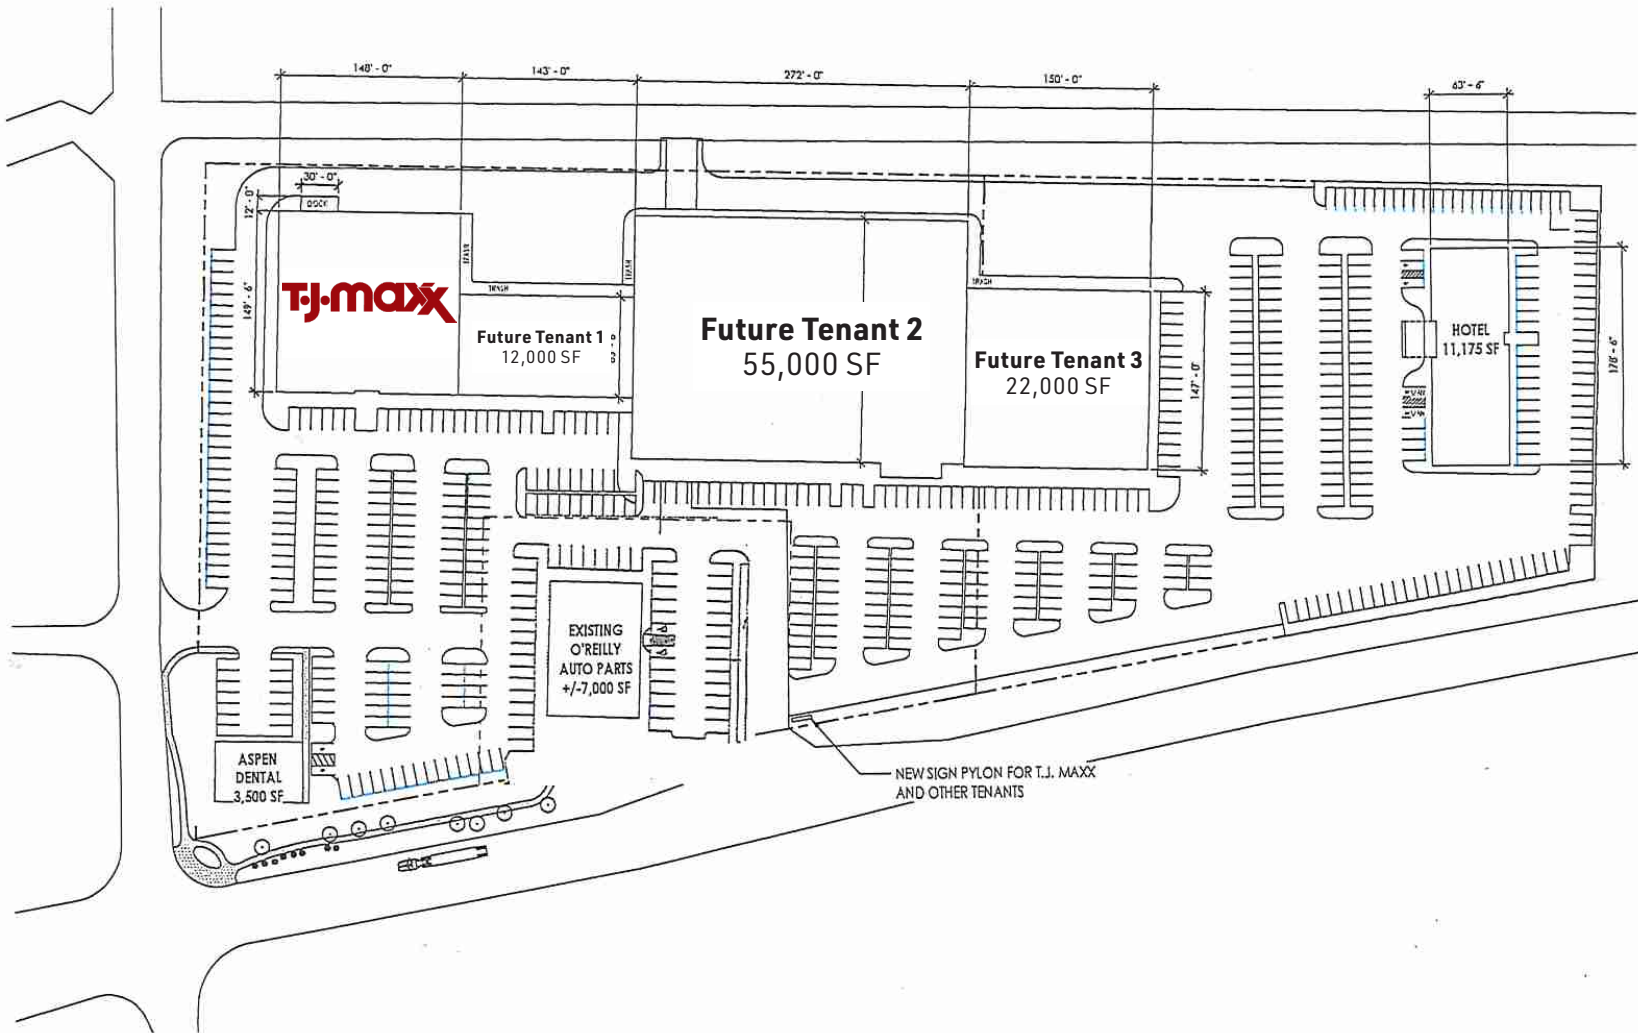 148' - 0"
143' - 0"
272' - 0"
150' - 0"
63' - 6"
30' - 0"
DOCK
12' - 0"
149' - 6"
TRASH
TRASH
TRASH
TRASH
T·J·maxx
Future Tenant 1
12,000 SF
Future Tenant 2
55,000 SF
Future Tenant 3
22,000 SF
147' - 0"
HOTEL
11,175 SF
178' - 6"
EXISTING
O'REILLY
AUTO PARTS
+/-7,000 SF
ASPEN
DENTAL
3,500 SF
NEW SIGN PYLON FOR T.J. MAXX
AND OTHER TENANTS